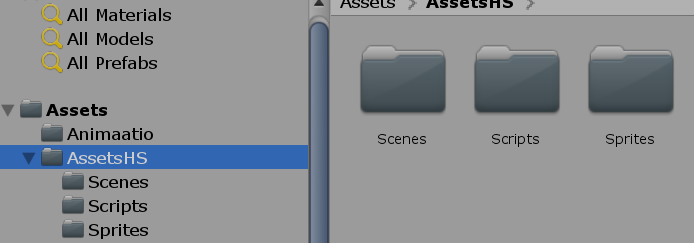 All Materials
All Models
All Prefabs
Assets
Animaatio
AssetsHS
Scenes
Scripts
Sprites
Assets AssetsHS
Scenes Scripts Sprites